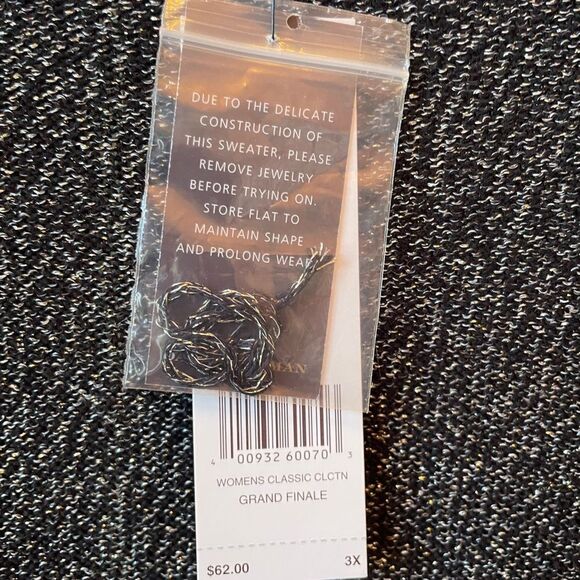 DUE TO THE DELICATE
CONSTRUCTION OF
THIS SWEATER, PLEASE
REMOVE JEWELRY
BEFORE TRYING ON.
STORE FLAT TO
MAINTAIN SHAPE
AND PROLONG WEAR
4 00932 60070 3
WOMENS CLASSIC CLCTN
GRAND FINALE
$62.00 3X